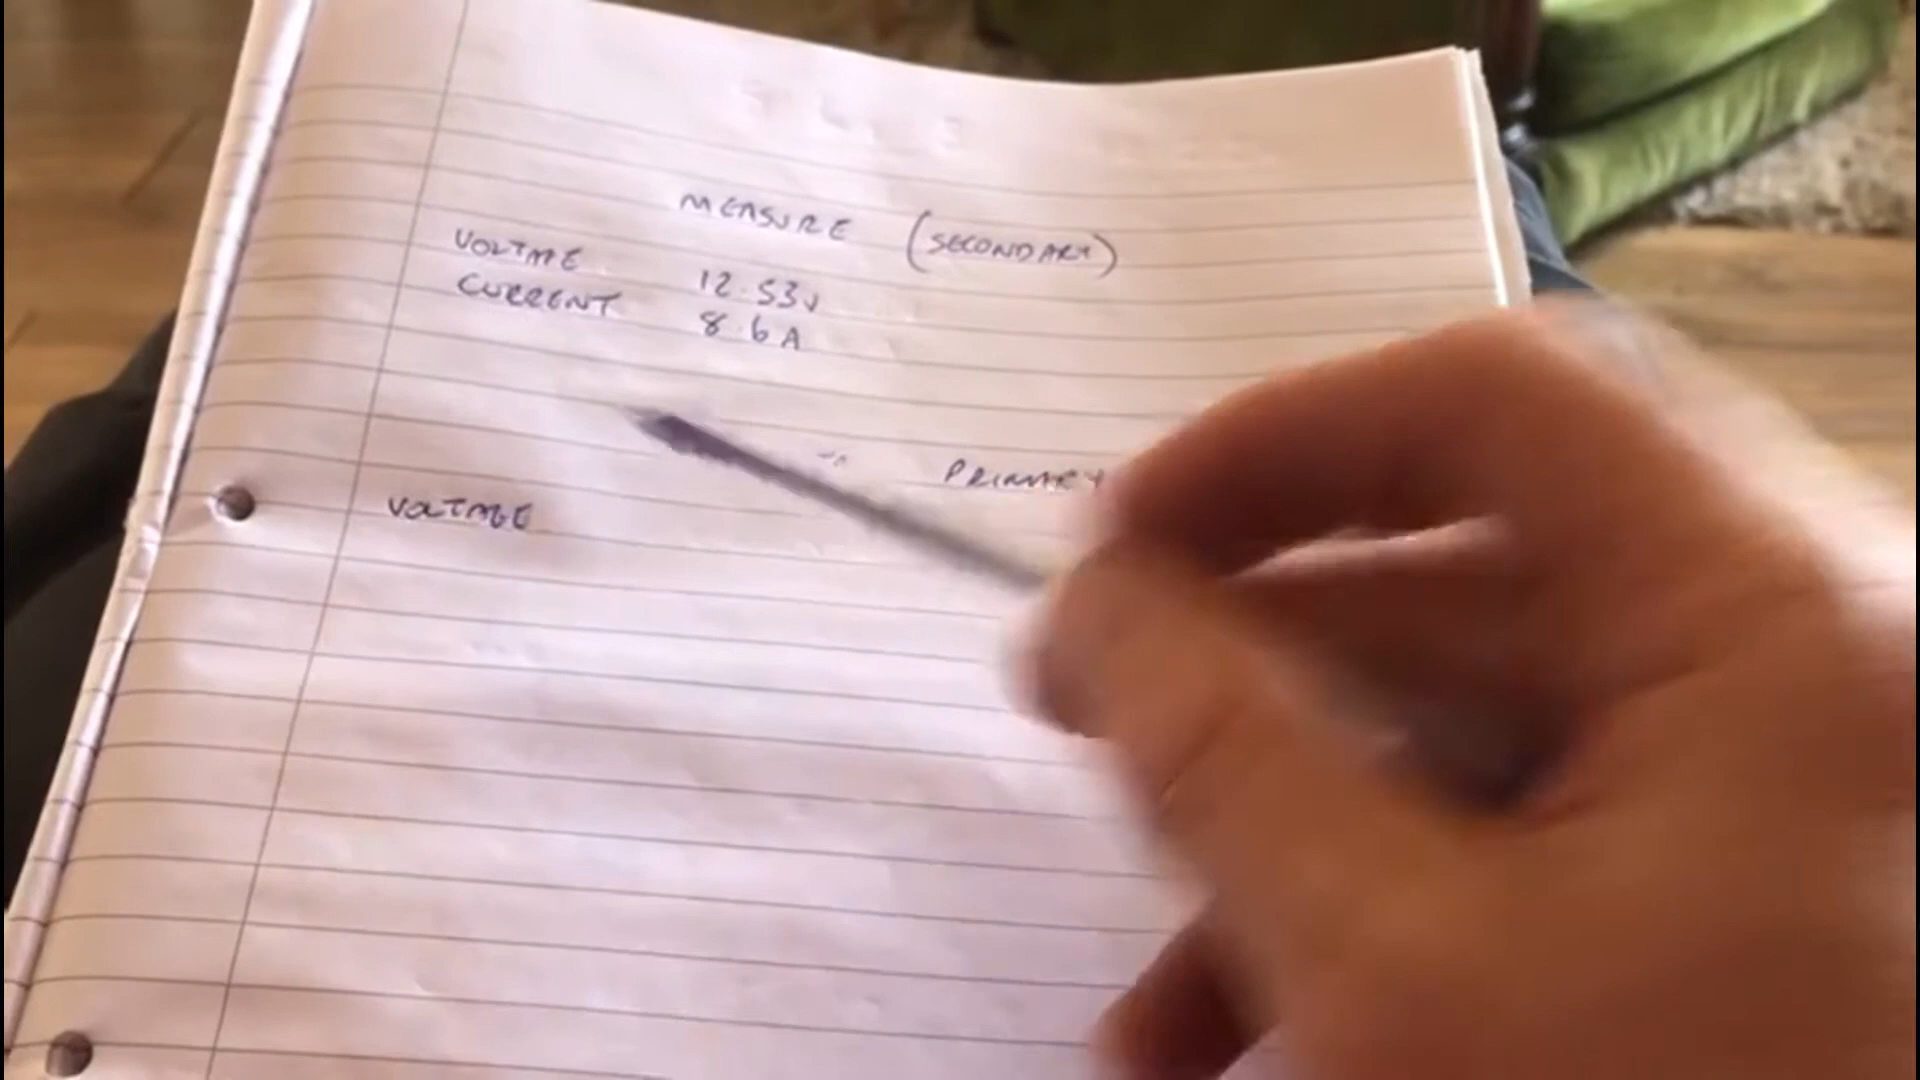 MEASURE (SECONDARY)
VOLTAGE 12.53V
CURRENT 8.6A
PRIMARY
VOLTAGE